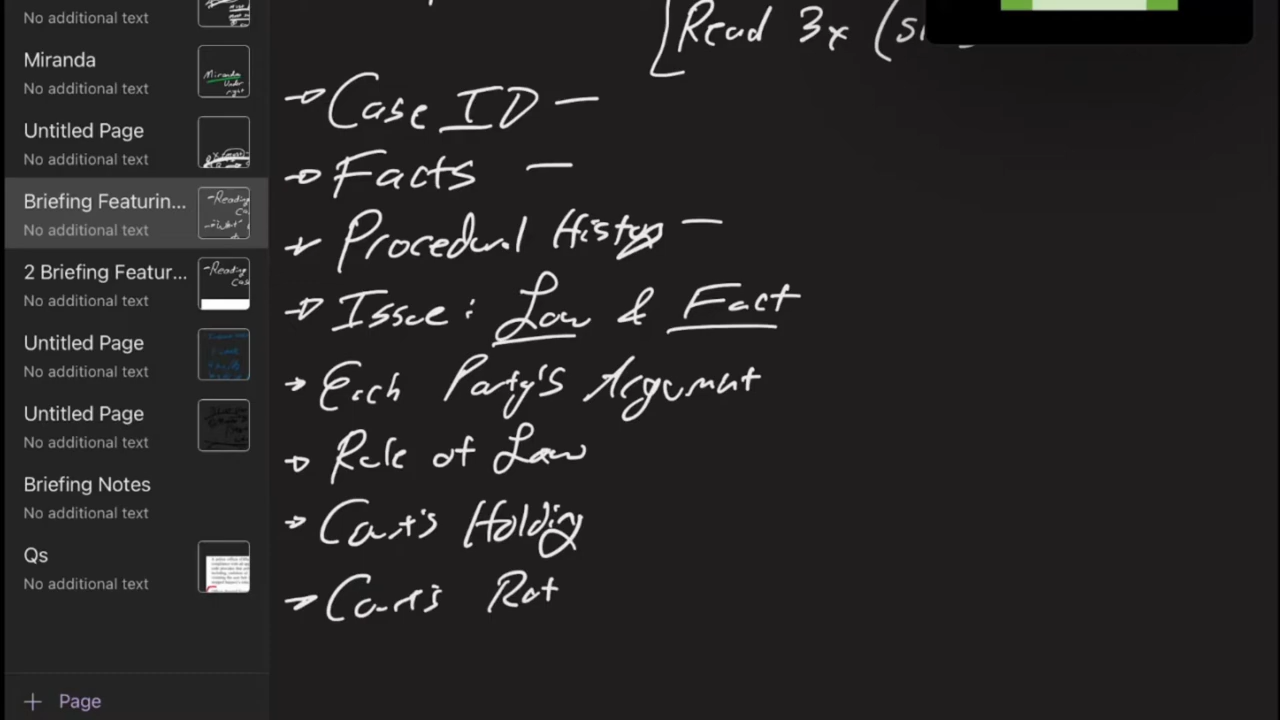 No additional text
Miranda
No additional text
Untitled Page
No additional text
Briefing Featurin...
No additional text
2 Briefing Featur...
No additional text
Untitled Page
No additional text
Untitled Page
No additional text
Briefing Notes
No additional text
Qs
No additional text
+ Page
[Read 3x (
→ Case ID —
→ Facts —
→ Procedural History —
→ Issue: Law & Fact
→ Each Party's Argument
→ Rule of Law
→ Court's Holding
→ Court's Rat